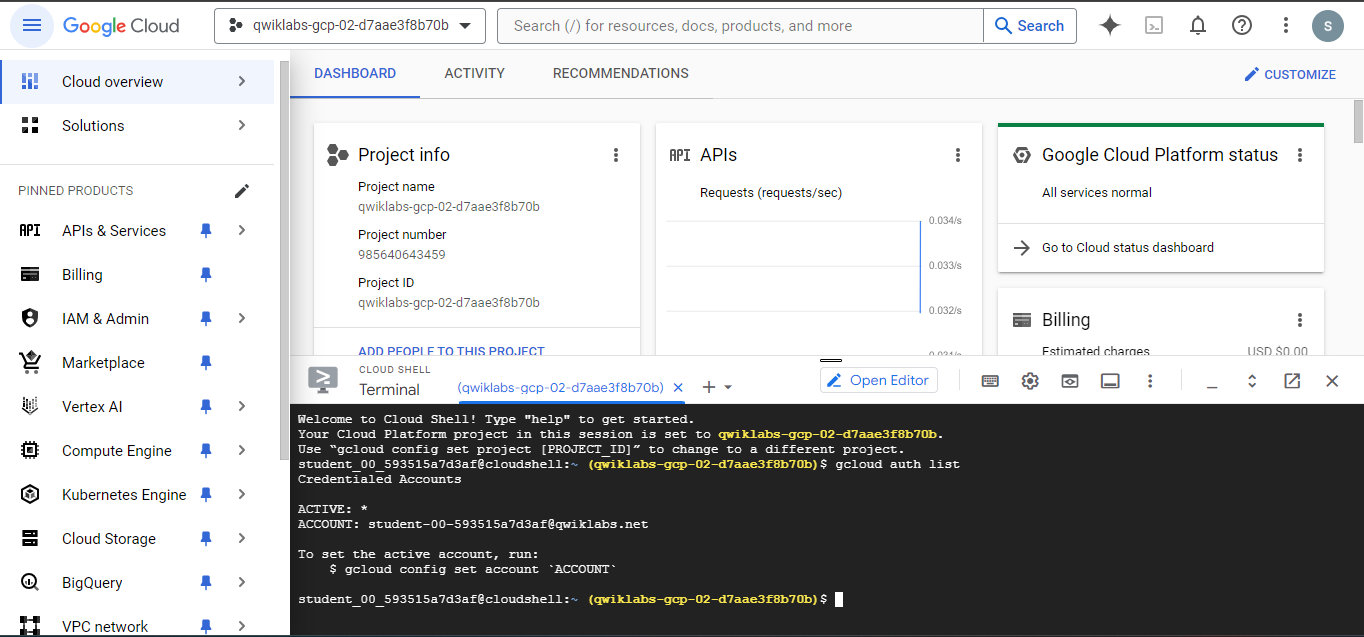 Google Cloud
qwiklabs-gcp-02-d7aae3f8b70b
Search (/) for resources, docs, products, and more
Search
S
Cloud overview
Solutions
PINNED PRODUCTS
API APIs & Services
Billing
IAM & Admin
Marketplace
Vertex AI
Compute Engine
Kubernetes Engine
Cloud Storage
BigQuery
VPC network
DASHBOARD
ACTIVITY
RECOMMENDATIONS
CUSTOMIZE
Project info
Project name
qwiklabs-gcp-02-d7aae3f8b70b
Project number
985640643459
Project ID
qwiklabs-gcp-02-d7aae3f8b70b
ADD PEOPLE TO THIS PROJECT
API APIs
Requests (requests/sec)
0.034/s
0.033/s
0.032/s
0.031/s
Google Cloud Platform status
All services normal
Go to Cloud status dashboard
Billing
Estimated charges USD $0.00
CLOUD SHELL
Terminal
(qwiklabs-gcp-02-d7aae3f8b70b)
Open Editor
Welcome to Cloud Shell! Type "help" to get started.
Your Cloud Platform project in this session is set to qwiklabs-gcp-02-d7aae3f8b70b.
Use “gcloud config set project [PROJECT_ID]” to change to a different project.
student_00_593515a7d3af@cloudshell:~ (qwiklabs-gcp-02-d7aae3f8b70b)$ gcloud auth list
Credentialed Accounts
ACTIVE: *
ACCOUNT: student-00-593515a7d3af@qwiklabs.net
To set the active account, run:
$ gcloud config set account `ACCOUNT`
student_00_593515a7d3af@cloudshell:~ (qwiklabs-gcp-02-d7aae3f8b70b)$